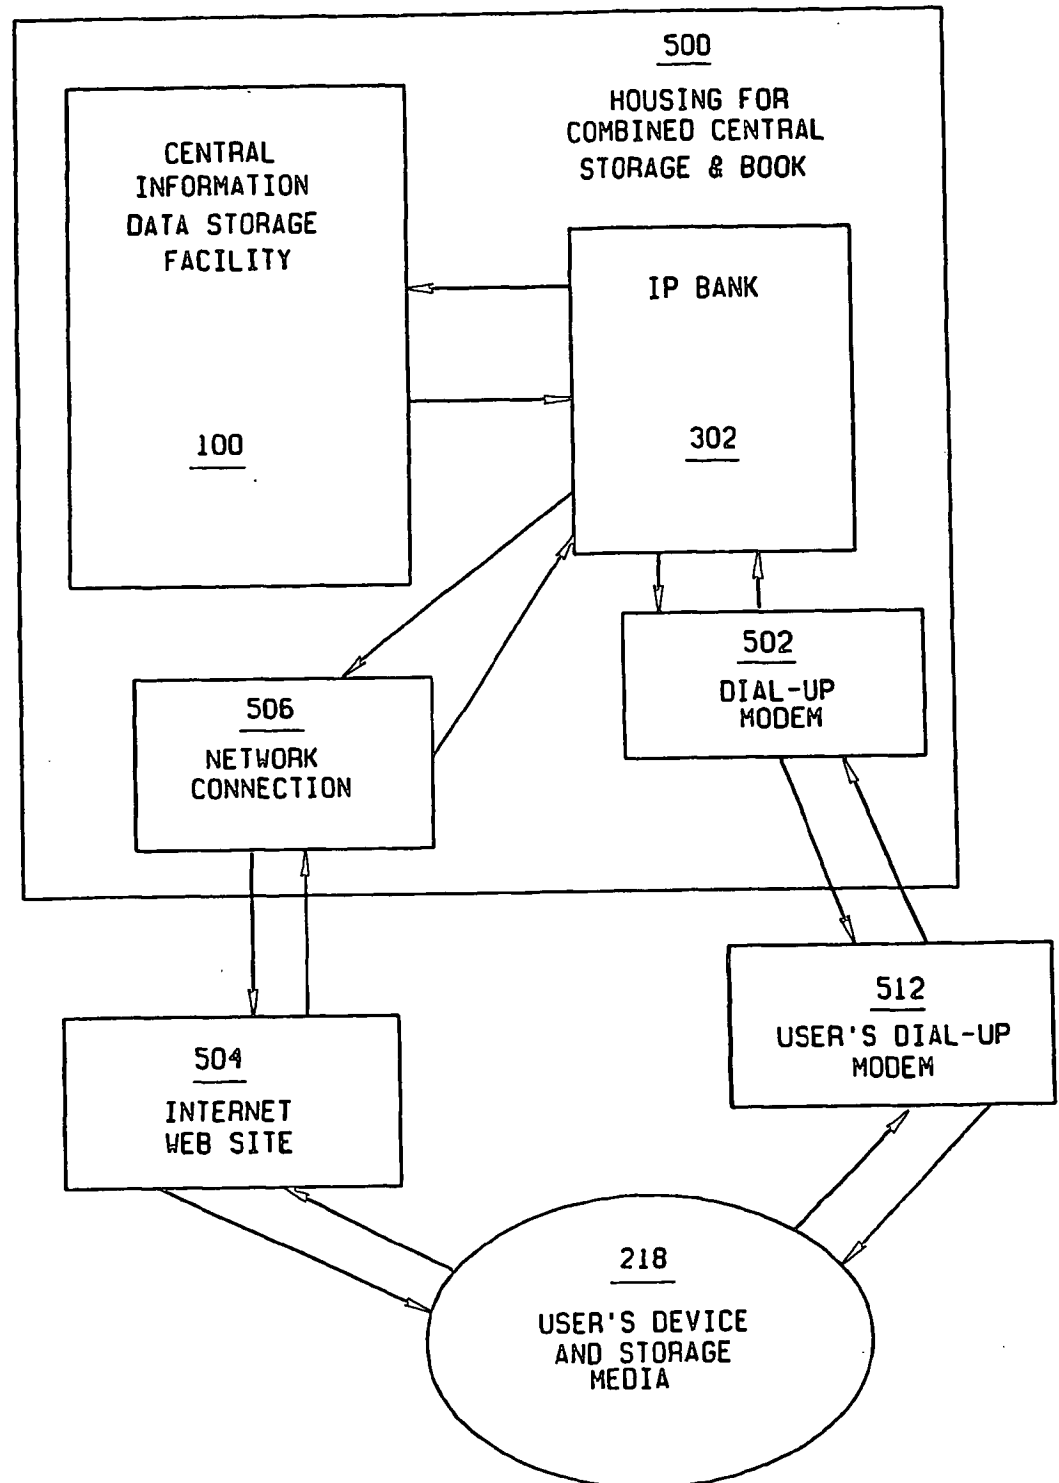 500
HOUSING FOR
COMBINED CENTRAL
STORAGE & BOOK
CENTRAL
INFORMATION
DATA STORAGE
FACILITY
100
IP BANK
302
502
DIAL-UP
MODEM
506
NETWORK
CONNECTION
504
INTERNET
WEB SITE
512
USER'S DIAL-UP
MODEM
218
USER'S DEVICE
AND STORAGE
MEDIA